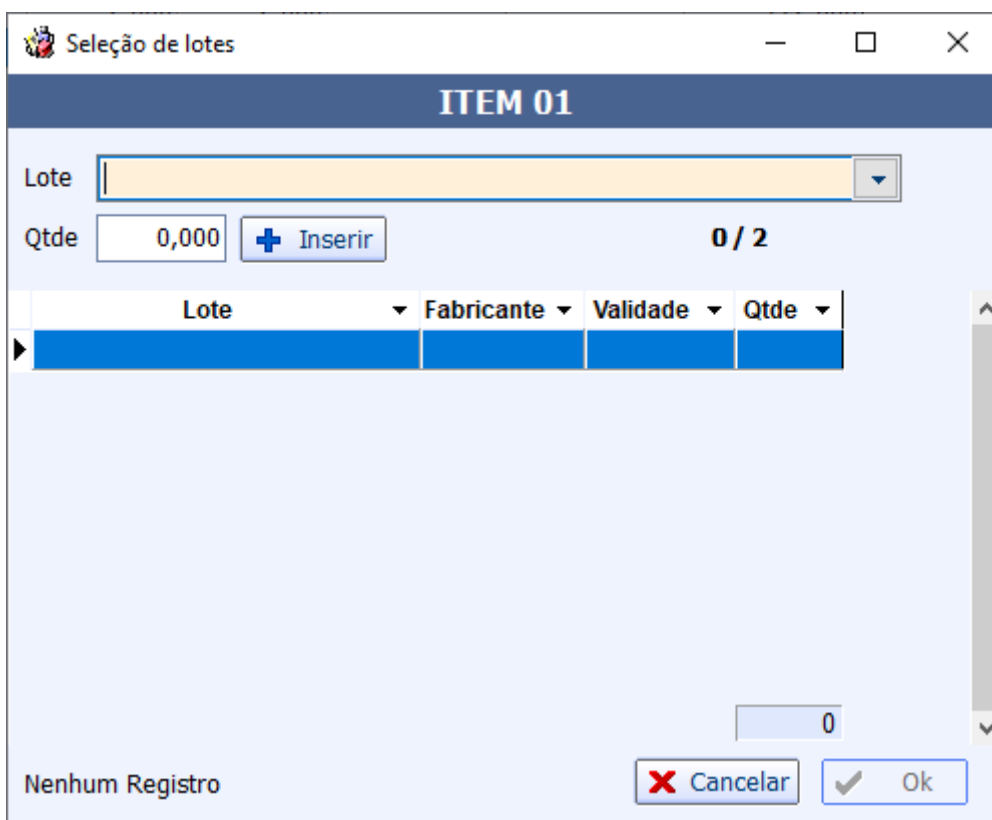 Seleção de lotes
ITEM 01
Lote
Qtde 0,000 Inserir 0 / 2
Lote Fabricante Validade Qtde
0
Nenhum Registro Cancelar Ok